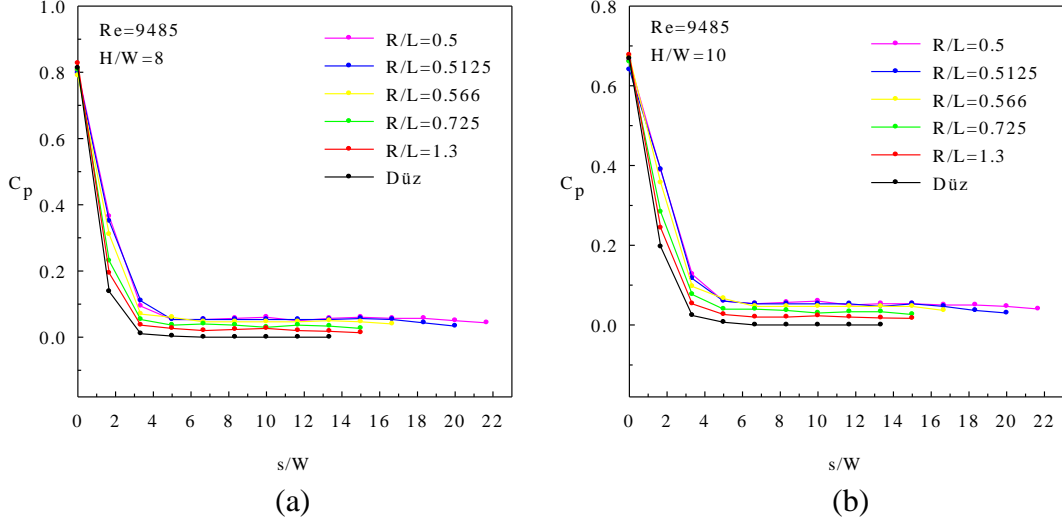 Re=9485
H/W=8
R/L=0.5
R/L=0.5125
R/L=0.566
R/L=0.725
R/L=1.3
Düz
1.0
0.8
0.6
0.4
0.2
0.0
Cp
0 2 4 6 8 10 12 14 16 18 20 22
s/W
(a)
Re=9485
H/W=10
R/L=0.5
R/L=0.5125
R/L=0.566
R/L=0.725
R/L=1.3
Düz
0.8
0.6
0.4
0.2
0.0
Cp
0 2 4 6 8 10 12 14 16 18 20 22
s/W
(b)